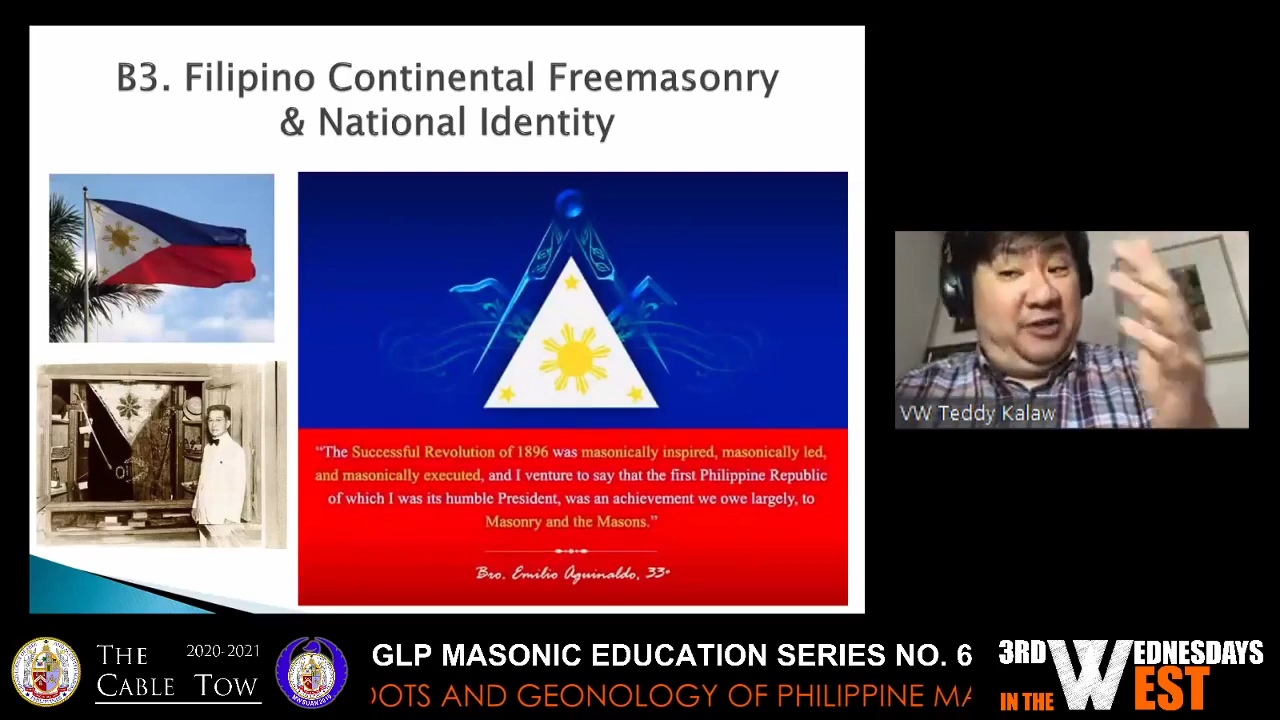 B3. Filipino Continental Freemasonry
& National Identity
“The Successful Revolution of 1896 was masonically inspired, masonically led,
and masonically executed, and I venture to say that the first Philippine Republic
of which I was its humble President, was an achievement we owe largely, to
Masonry and the Masons.”
Bro. Emilio Aguinaldo, 33°
VW Teddy Kalaw
THE 2020-2021
CABLE TOW
GLP MASONIC EDUCATION SERIES NO. 6
OOTS AND GEONOLOGY OF PHILIPPINE MA
3RD WEDNESDAYS
IN THE WEST